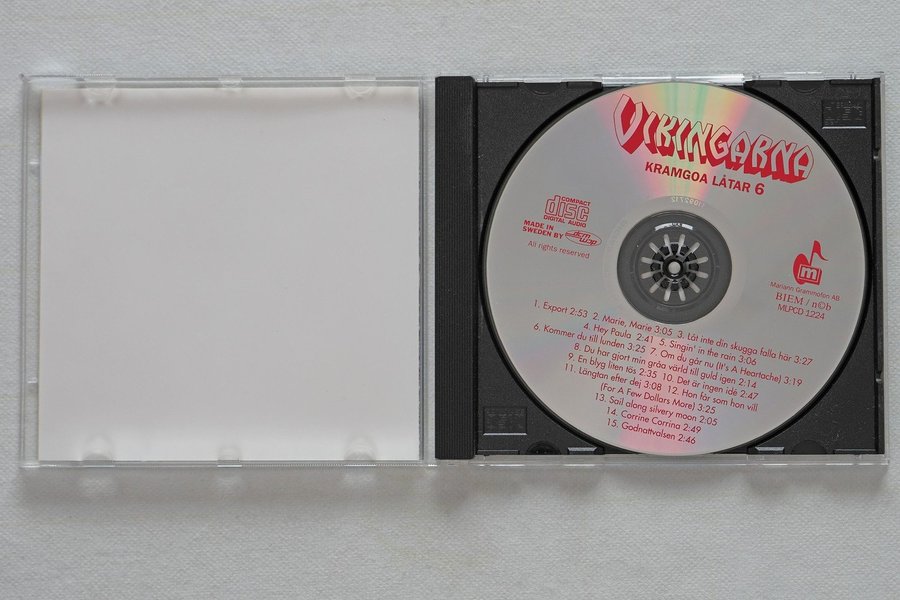 VIKINGARNA
KRAMGOA LÅTAR 6
COMPACT
disc
DIGITAL AUDIO
MADE IN
SWEDEN BY
All rights reserved
m
Mariann Grammofon AB
BIEM / n©b
MLPCD 1224
1. Export 2:53 2. Marie, Marie 3:05 3. Låt inte din skugga falla här 3:27
4. Hey Paula 2:41 5. Singin' in the rain 3:06
6. Kommer du till lunden 3:25 7. Om du går nu (It's A Heartache) 3:19
8. Du har gjort min gråa värld till guld igen 2:14
9. En blyg liten tös 2:35 10. Det är ingen idé 2:47
11. Längtan efter dej 3:08 12. Hon får som hon vill
(For A Few Dollars More) 3:25
13. Sail along silvery moon 2:05
14. Corrine Corrina 2:49
15. Godnattvalsen 2:46